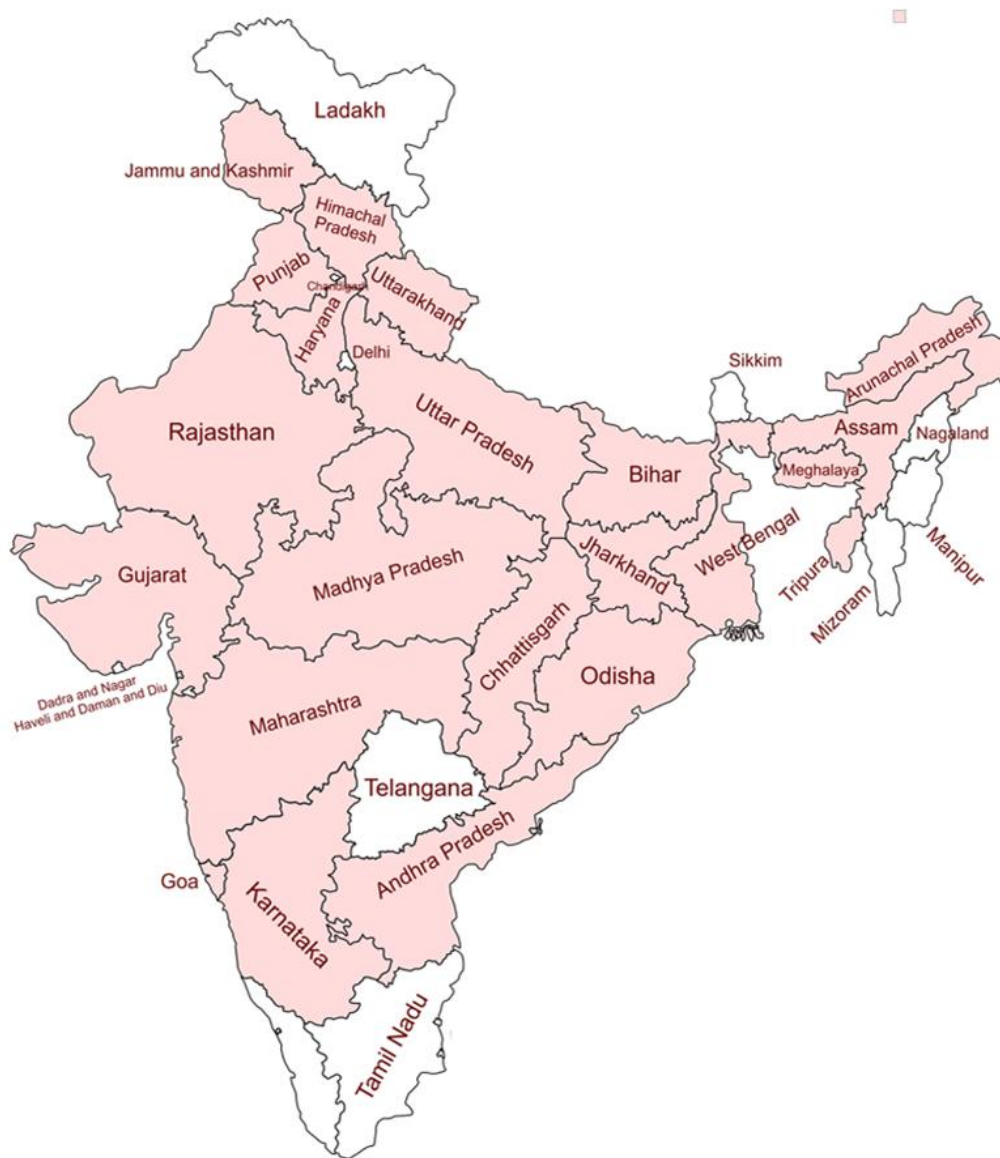 Ladakh
Jammu and Kashmir
Himachal
Pradesh
Punjab
Chandigarh
Uttarakhand
Haryana
Delhi
Sikkim
Arunachal Pradesh
Rajasthan
Uttar Pradesh
Assam
Nagaland
Bihar
Meghalaya
West Bengal
Jharkhand
Manipur
Tripura
Mizoram
Gujarat
Madhya Pradesh
Chhattisgarh
Odisha
Dadra and Nagar
Haveli and Daman and Diu
Maharashtra
Telangana
Andhra Pradesh
Goa
Karnataka
Tamil Nadu